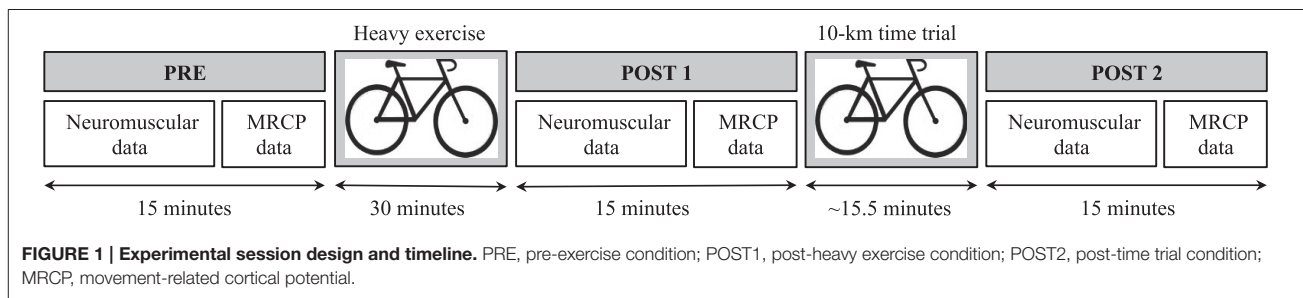 Heavy exercise
10-km time trial
PRE
POST 1
POST 2
Neuromuscular
data
MRCP
data
Neuromuscular
data
MRCP
data
Neuromuscular
data
MRCP
data
15 minutes
30 minutes
15 minutes
~15.5 minutes
15 minutes
FIGURE 1 | Experimental session design and timeline. PRE, pre-exercise condition; POST1, post-heavy exercise condition; POST2, post-time trial condition;
MRCP, movement-related cortical potential.